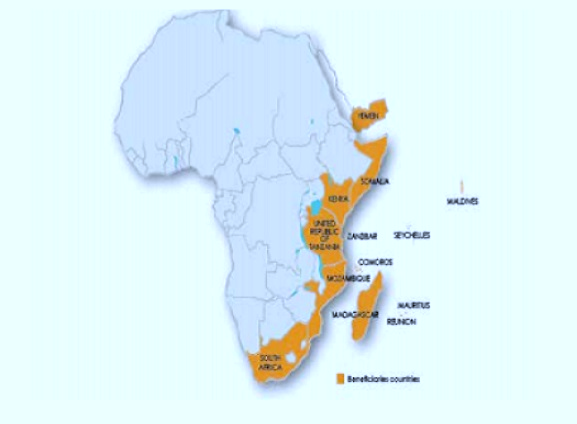 YEMEN
SOMALIA
KENYA
MALDIVES
UNITED
REPUBLIC
OF
TANZANIA
ZANZIBAR
SEYCHELLES
COMOROS
MOZAMBIQUE
MADAGASCAR
MAURITIUS
REUNION
SOUTH
AFRICA
Beneficiaries countries